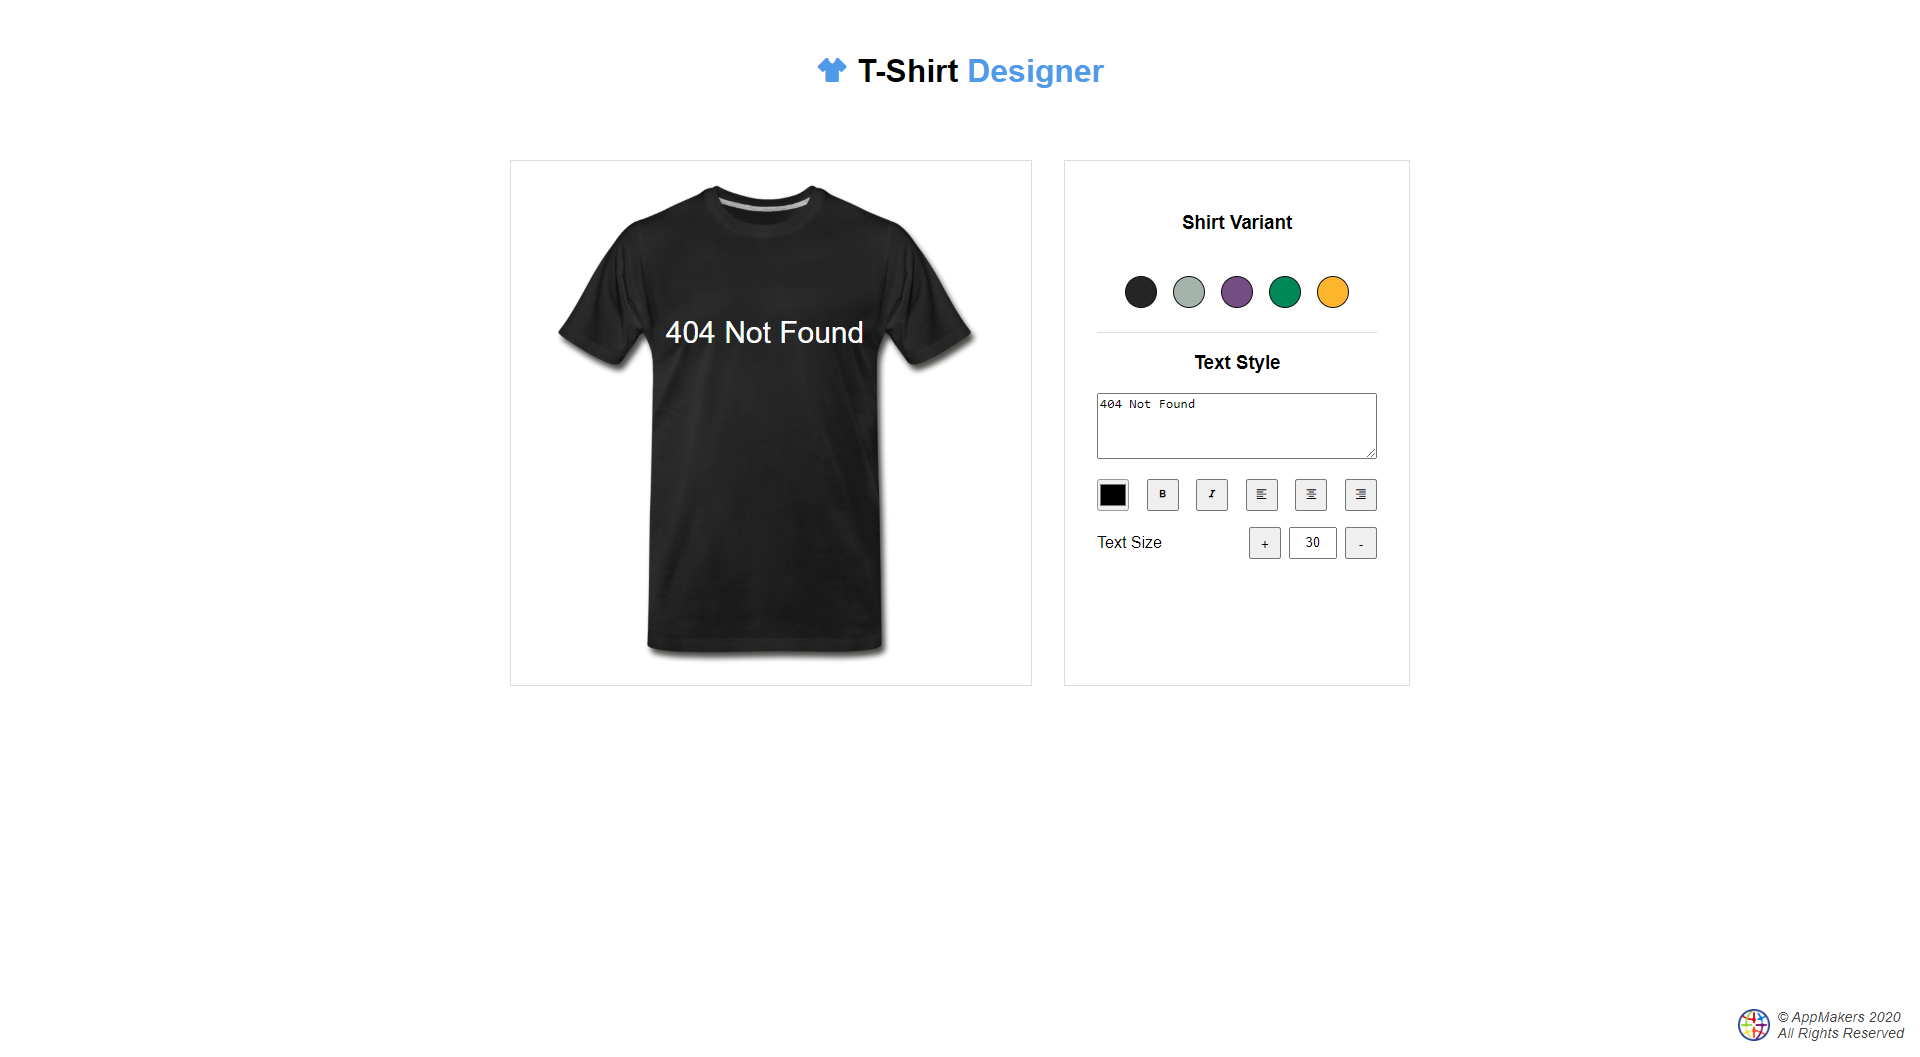 T-Shirt Designer
404 Not Found
Shirt Variant
Text Style
404 Not Found
B
I
Text Size
+
30
-
© AppMakers 2020
All Rights Reserved